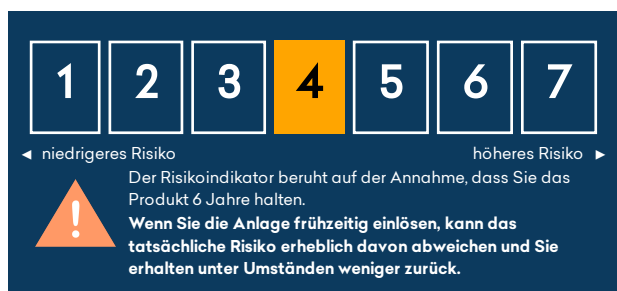 1 2 3 4 5 6 7
◄ niedrigeres Risiko höheres Risiko ►
Der Risikoindikator beruht auf der Annahme, dass Sie das
Produkt 6 Jahre halten.
Wenn Sie die Anlage frühzeitig einlösen, kann das
tatsächliche Risiko erheblich davon abweichen und Sie
erhalten unter Umständen weniger zurück.